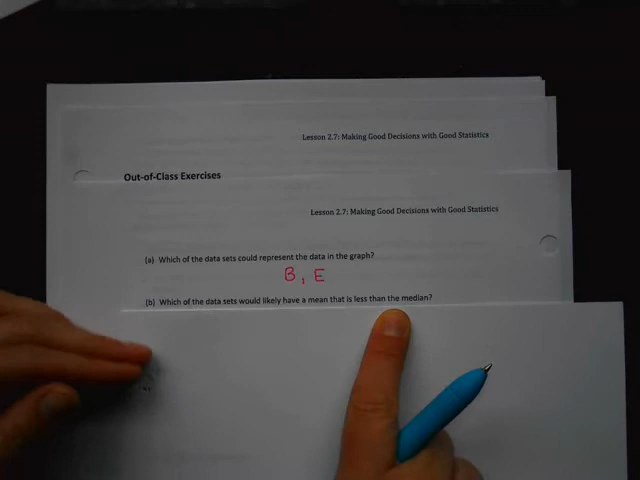 Lesson 2.7: Making Good Decisions with Good Statistics
Out-of-Class Exercises
Lesson 2.7: Making Good Decisions with Good Statistics
(a) Which of the data sets could represent the data in the graph?
B, E
(b) Which of the data sets would likely have a mean that is less than the median?